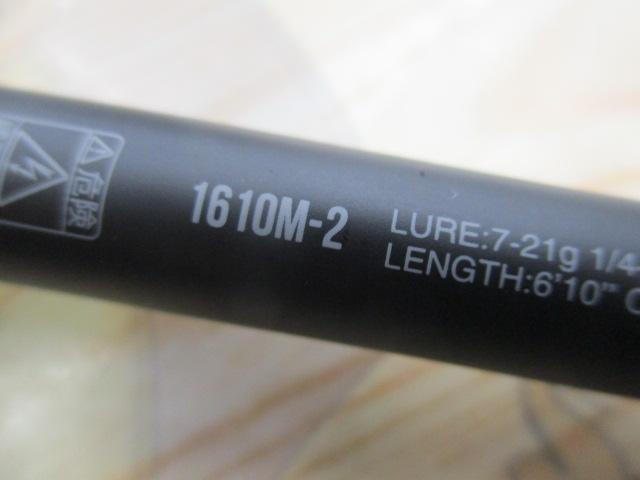 ⚠危険
1610M-2
LURE:7-21g 1/4-
LENGTH:6'10"